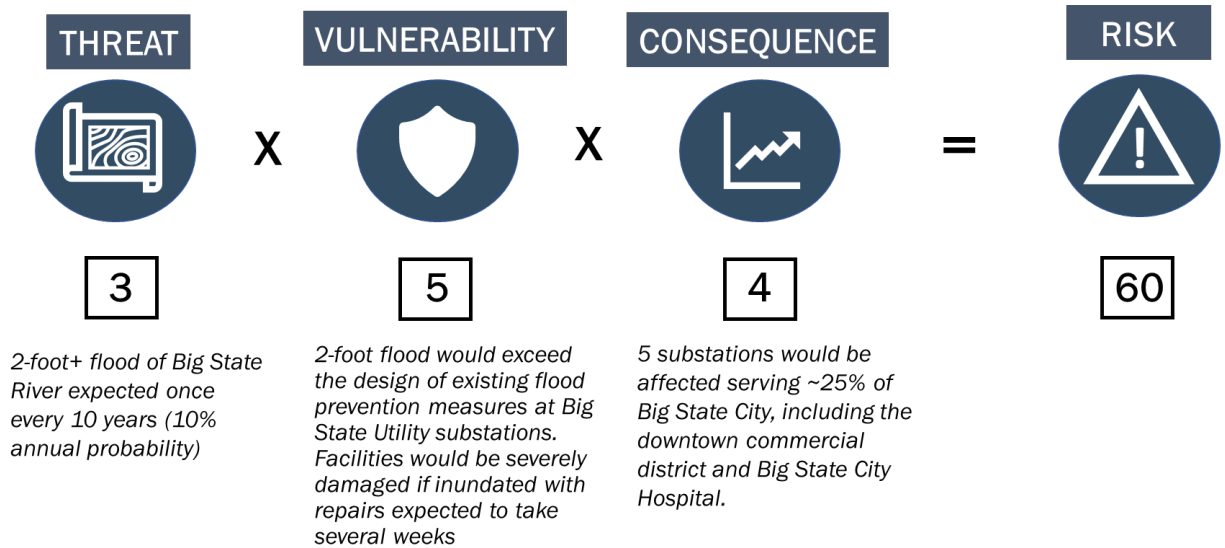 THREAT
X
VULNERABILITY
X
CONSEQUENCE
=
RISK
!
3
5
4
60
2-foot+ flood of Big State
River expected once
every 10 years (10%
annual probability)
2-foot flood would exceed
the design of existing flood
prevention measures at Big
State Utility substations.
Facilities would be severely
damaged if inundated with
repairs expected to take
several weeks
5 substations would be
affected serving ~25% of
Big State City, including the
downtown commercial
district and Big State City
Hospital.